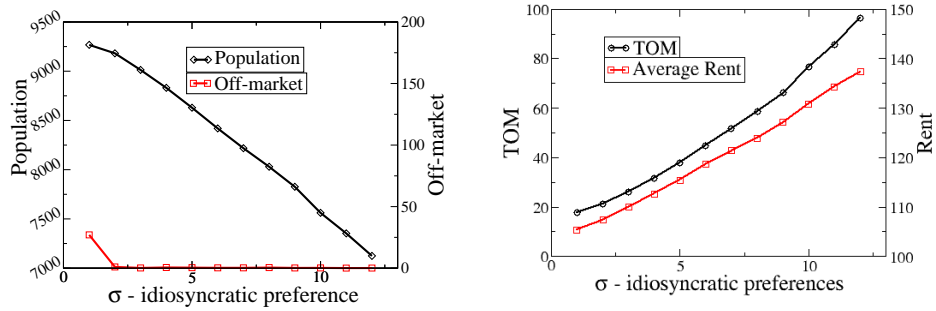 9500
9000
8500
8000
7500
7000
Population
Population
Off-market
200
150
100
50
0
Off-market
0
5
10
σ - idiosyncratic preference
100
80
60
40
20
0
TOM
TOM
Average Rent
150
140
130
120
110
100
Rent
0
5
10
σ - idiosyncratic preferences